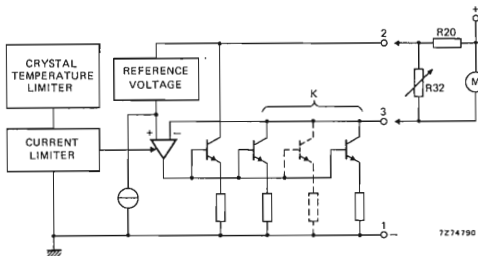 CRYSTAL
TEMPERATURE
LIMITER
CURRENT
LIMITER
REFERENCE
VOLTAGE
+ −
K
2
3
1
−
R20
R32
+
M
7Z74790